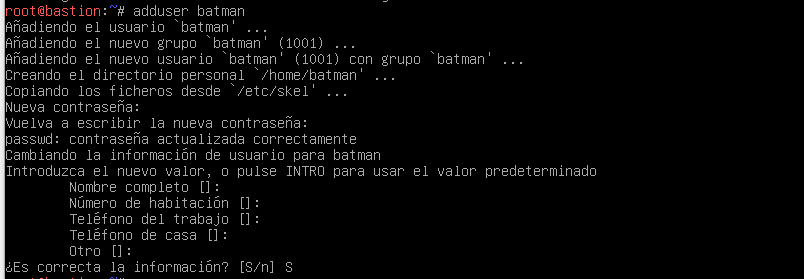 root@bastion:~# adduser batman
Añadiendo el usuario `batman' ...
Añadiendo el nuevo grupo `batman' (1001) ...
Añadiendo el nuevo usuario `batman' (1001) con grupo `batman' ...
Creando el directorio personal `/home/batman' ...
Copiando los ficheros desde `/etc/skel' ...
Nueva contraseña:
Vuelva a escribir la nueva contraseña:
passwd: contraseña actualizada correctamente
Cambiando la información de usuario para batman
Introduzca el nuevo valor, o pulse INTRO para usar el valor predeterminado
Nombre completo []:
Número de habitación []:
Teléfono del trabajo []:
Teléfono de casa []:
Otro []:
¿Es correcta la información? [S/n] S